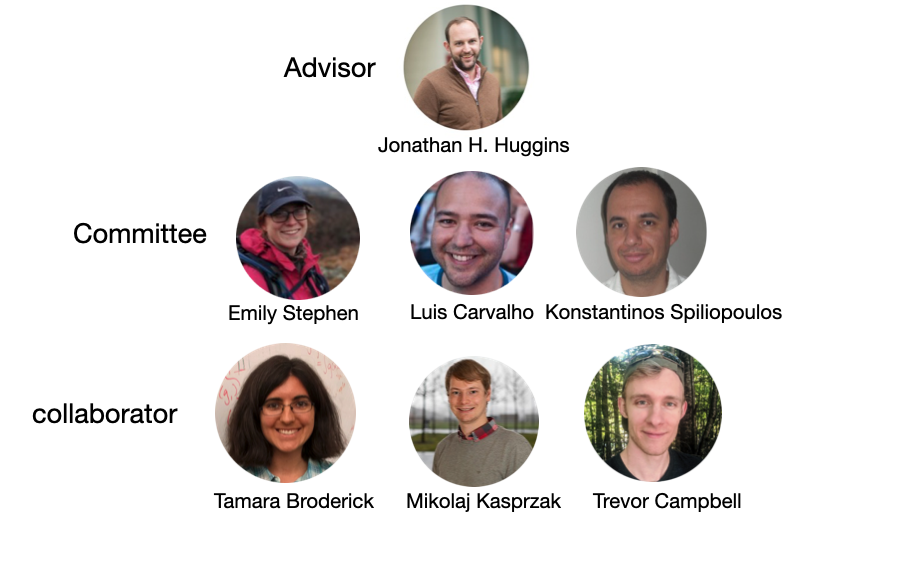 Advisor
Jonathan H. Huggins
Committee
Emily Stephen
Luis Carvalho
Konstantinos Spiliopoulos
collaborator
Tamara Broderick
Mikolaj Kasprzak
Trevor Campbell